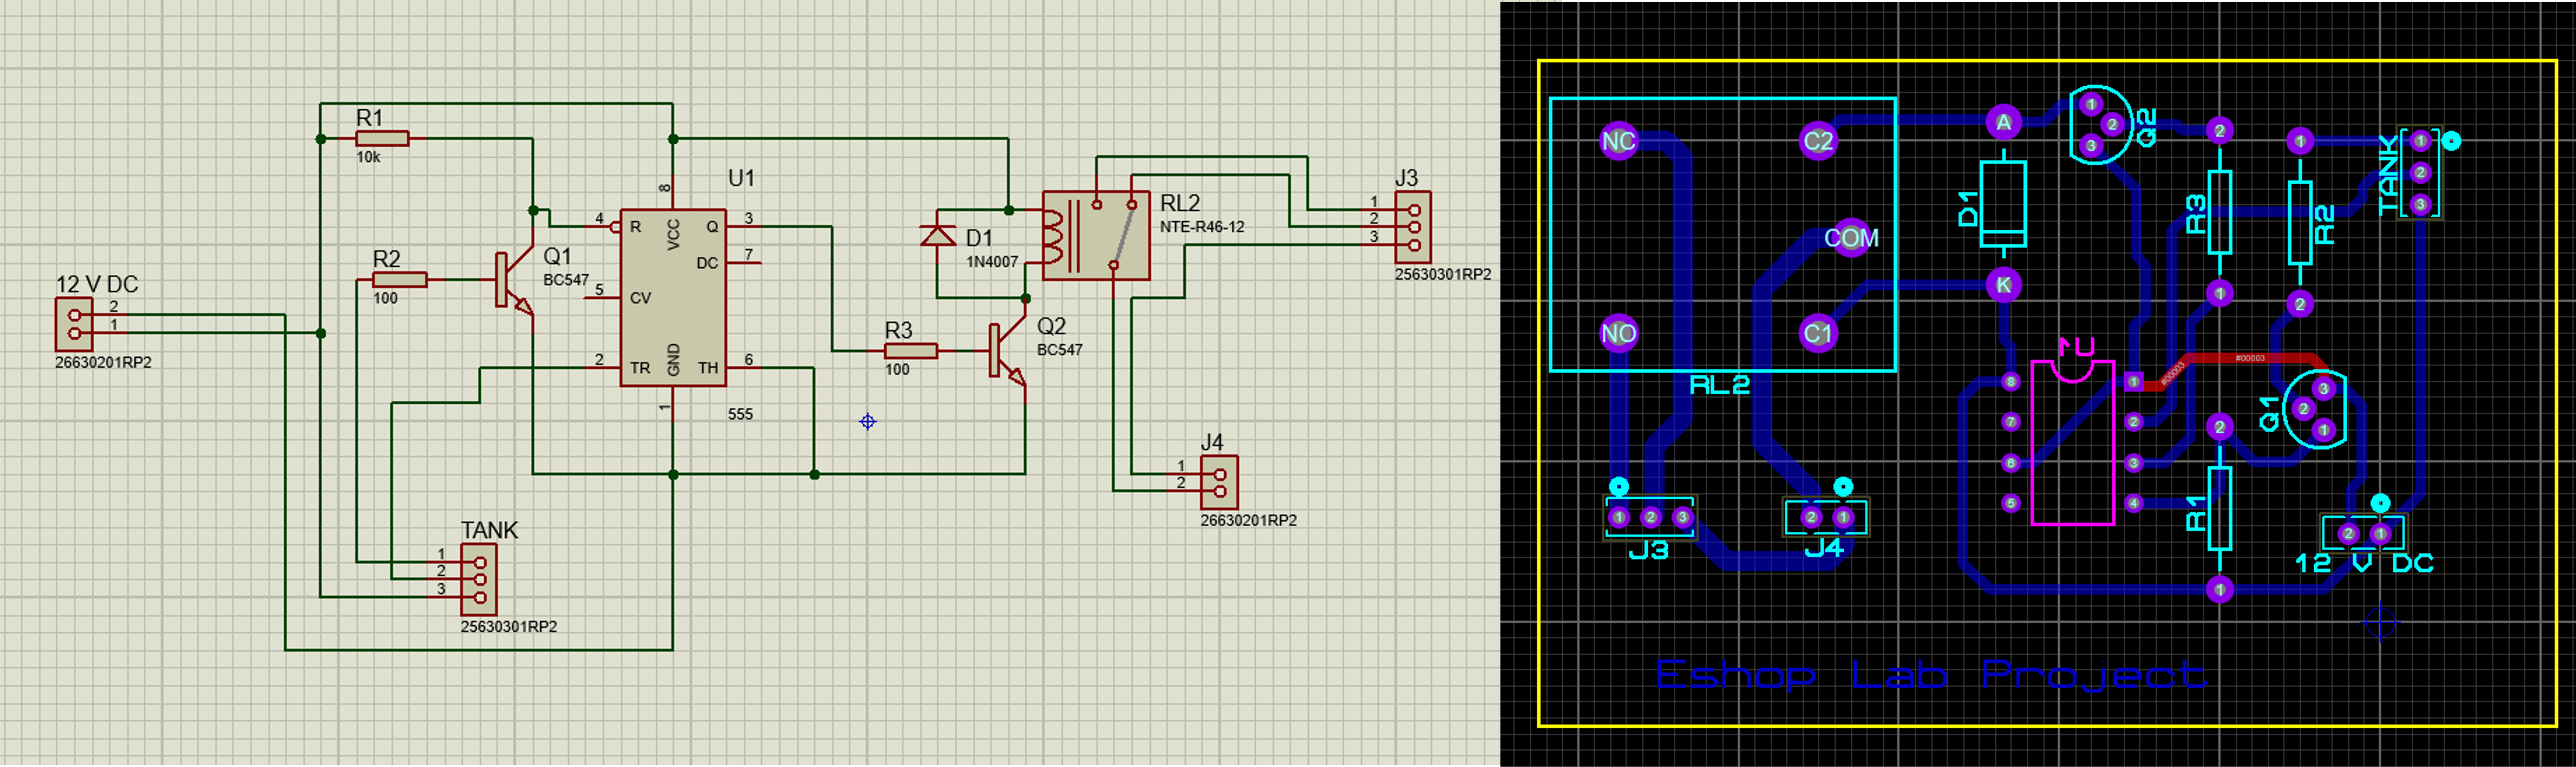 R1
10k
4
R
8
VCC
U1
Q
3
DC
7
5
CV
2
TR
GND
1
TH
6
555
Q1
BC547
R2
100
12 V DC
2
1
26630201RP2
D1
1N4007
RL2
NTE-R46-12
J3
1
2
3
25630301RP2
Q2
BC547
R3
100
J4
1
2
26630201RP2
TANK
1
2
3
25630301RP2
NC
C2
A
1
2
3
Q2
2
1
TANK
1
2
3
COM
D1
R3
R2
NO
C1
K
1
2
RL2
U1
#00003
#00003
8
7
6
5
1
2
3
4
Q1
3
2
1
2
R1
1
1
2
3
J3
2
1
J4
2
1
12 V DC
Eshop Lab Project